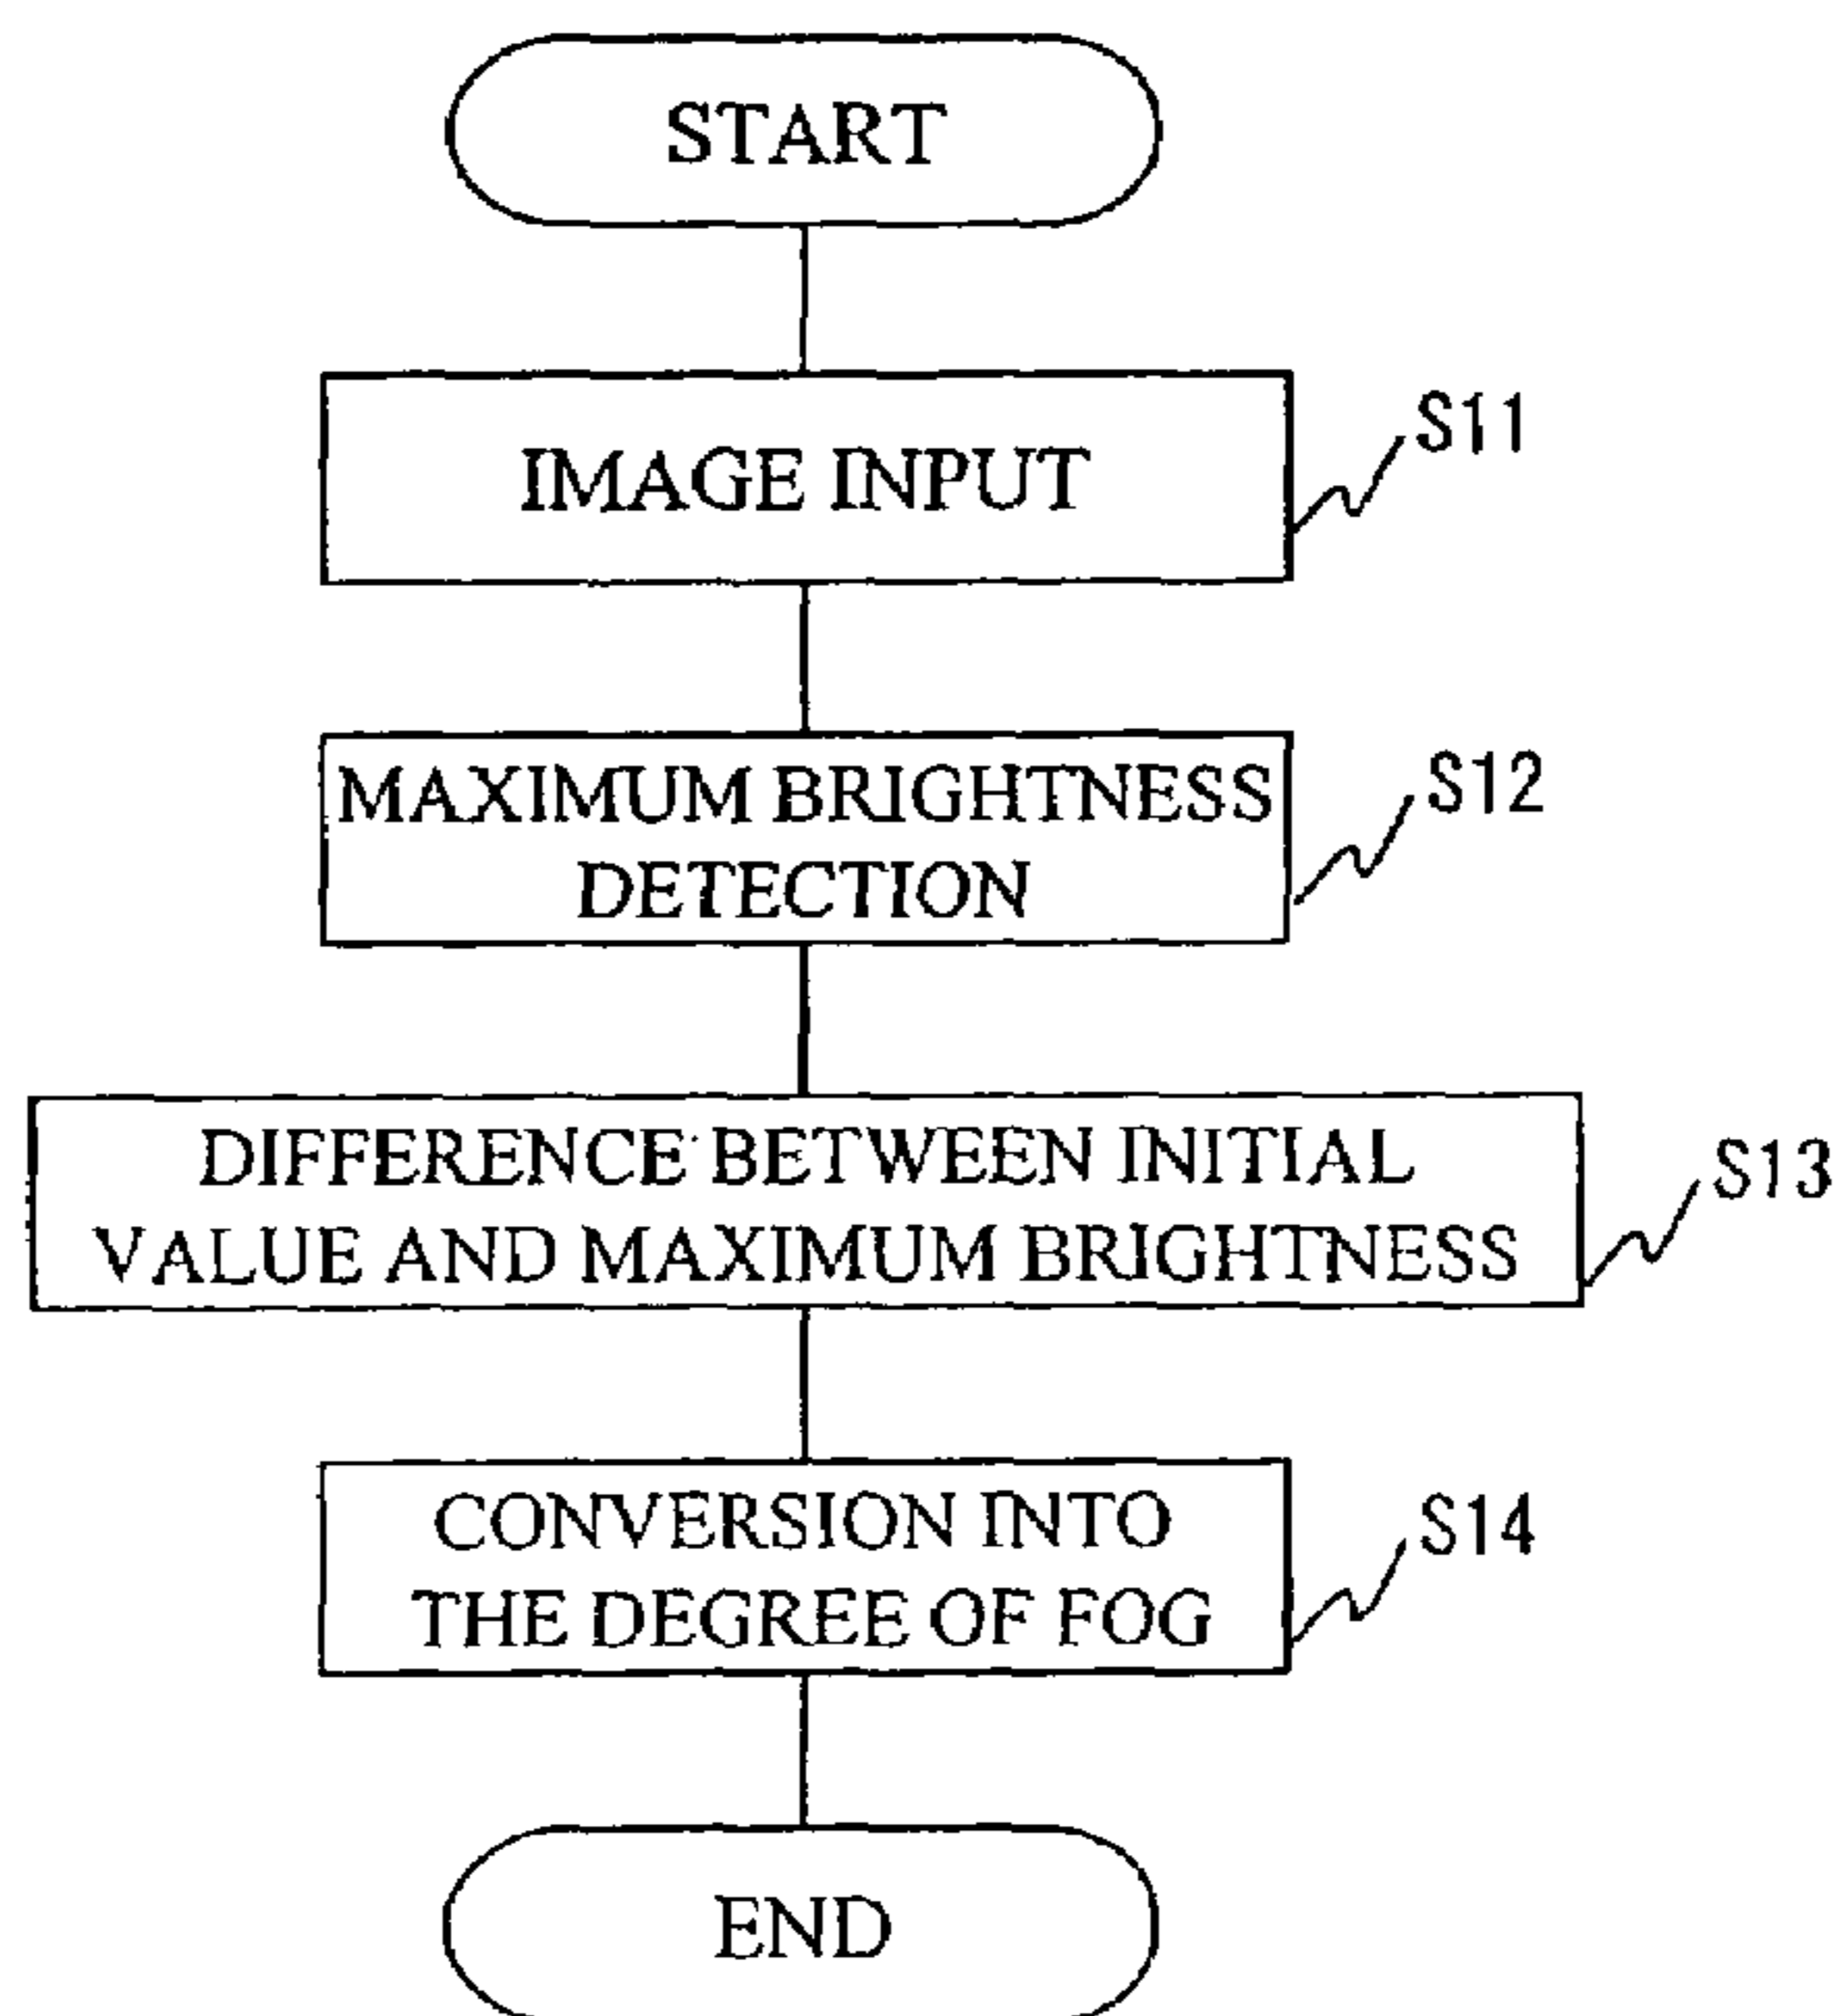 START
IMAGE INPUT
S11
MAXIMUM BRIGHTNESS
DETECTION
S12
DIFFERENCE BETWEEN INITIAL
VALUE AND MAXIMUM BRIGHTNESS
S13
CONVERSION INTO
THE DEGREE OF FOG
S14
END